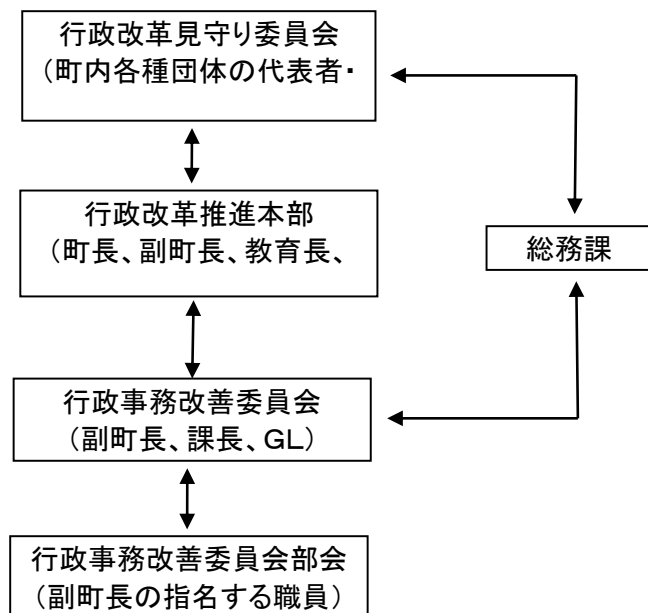 行政改革見守り委員会
（町内各種団体の代表者・
行政改革推進本部
（町長、副町長、教育長、
総務課
行政事務改善委員会
（副町長、課長、GL）
行政事務改善委員会部会
（副町長の指名する職員）